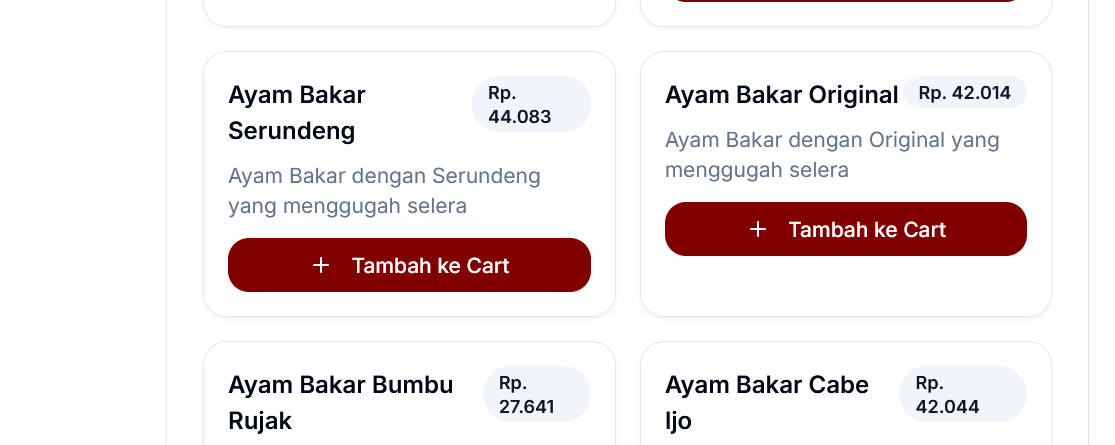 Ayam Bakar
Serundeng
Rp.
44.083
Ayam Bakar dengan Serundeng
yang menggugah selera
+ Tambah ke Cart
Ayam Bakar Original
Rp. 42.014
Ayam Bakar dengan Original yang
menggugah selera
+ Tambah ke Cart
Ayam Bakar Bumbu
Rujak
Rp.
27.641
Ayam Bakar Cabe
Ijo
Rp.
42.044